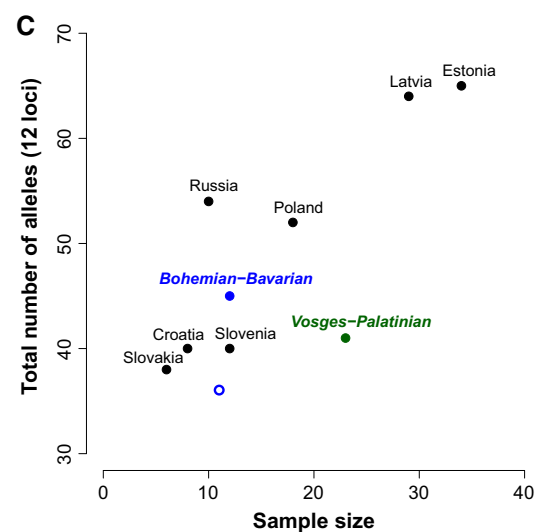 C
Total number of alleles (12 loci)
70
60
50
40
30
Estonia
Latvia
Russia
Poland
Bohemian−Bavarian
Vosges−Palatinian
Croatia
Slovenia
Slovakia
0
10
20
30
40
Sample size